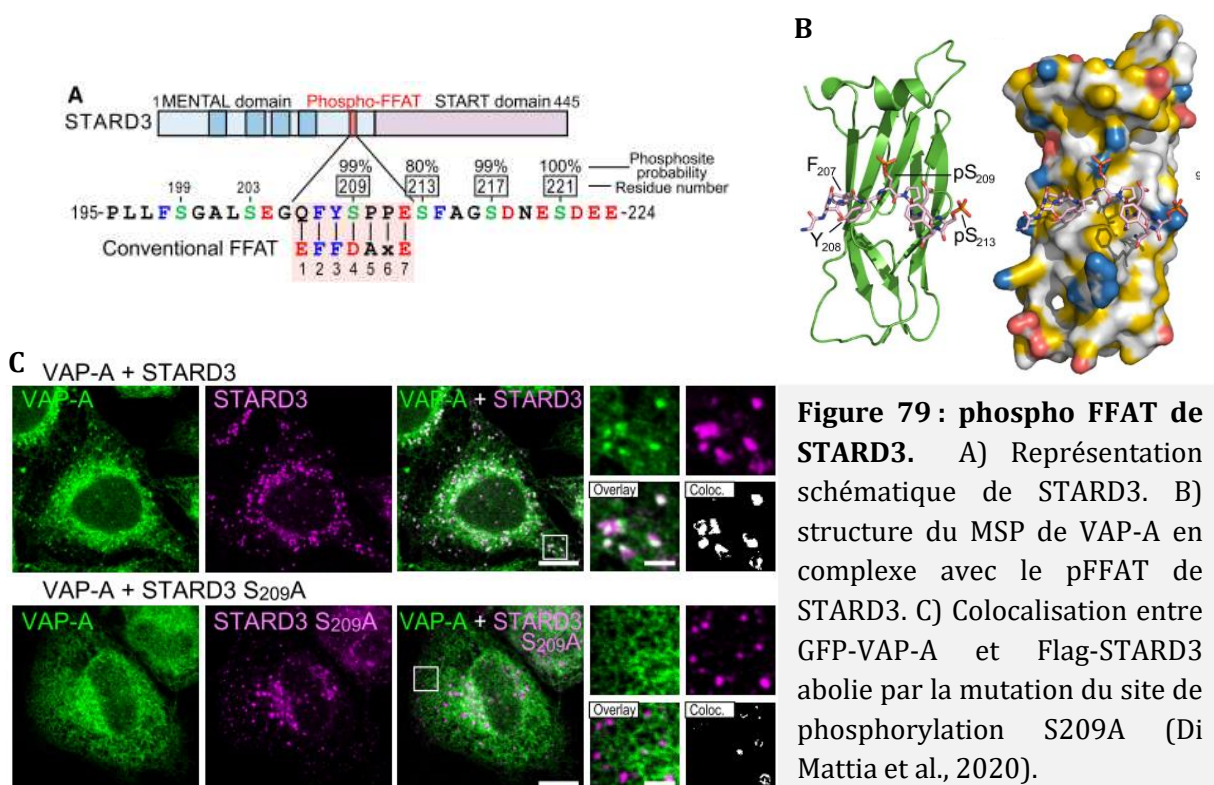 A
1 MENTAL domain Phospho-FFAT START domain 445
STARD3
99% 80% 99% 100% Phosphosite probability
199 203 209 213 217 221 Residue number
195-PLLFSGALSEGQFYSPPESFAGSDNESDEE-224
Conventional FFAT EFFDAxE
1 2 3 4 5 6 7
B
F207
pS209
Y208
pS213
9
C
VAP-A + STARD3
VAP-A STARD3 VAP-A + STARD3
Overlay Coloc.
VAP-A + STARD3 S209A
VAP-A STARD3 S209A VAP-A + STARD3 S209A
Overlay Coloc.
Figure 79 : phospho FFAT de
STARD3. A) Représentation
schématique de STARD3. B)
structure du MSP de VAP-A en
complexe avec le pFFAT de
STARD3. C) Colocalisation entre
GFP-VAP-A et Flag-STARD3
abolie par la mutation du site de
phosphorylation S209A (Di
Mattia et al., 2020).